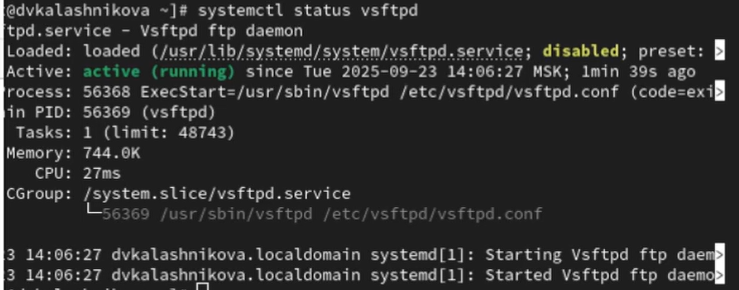 @dvkalashnikova ~]# systemctl status vsftpd
tpd.service - Vsftpd ftp daemon
Loaded: loaded (/usr/lib/systemd/system/vsftpd.service; disabled; preset: >
Active: active (running) since Tue 2025-09-23 14:06:27 MSK; 1min 39s ago
rocess: 56368 ExecStart=/usr/sbin/vsftpd /etc/vsftpd/vsftpd.conf (code=exi>
in PID: 56369 (vsftpd)
Tasks: 1 (limit: 48743)
Memory: 744.0K
CPU: 27ms
CGroup: /system.slice/vsftpd.service
└─56369 /usr/sbin/vsftpd /etc/vsftpd/vsftpd.conf
3 14:06:27 dvkalashnikova.localdomain systemd[1]: Starting Vsftpd ftp daem>
3 14:06:27 dvkalashnikova.localdomain systemd[1]: Started Vsftpd ftp daemo>